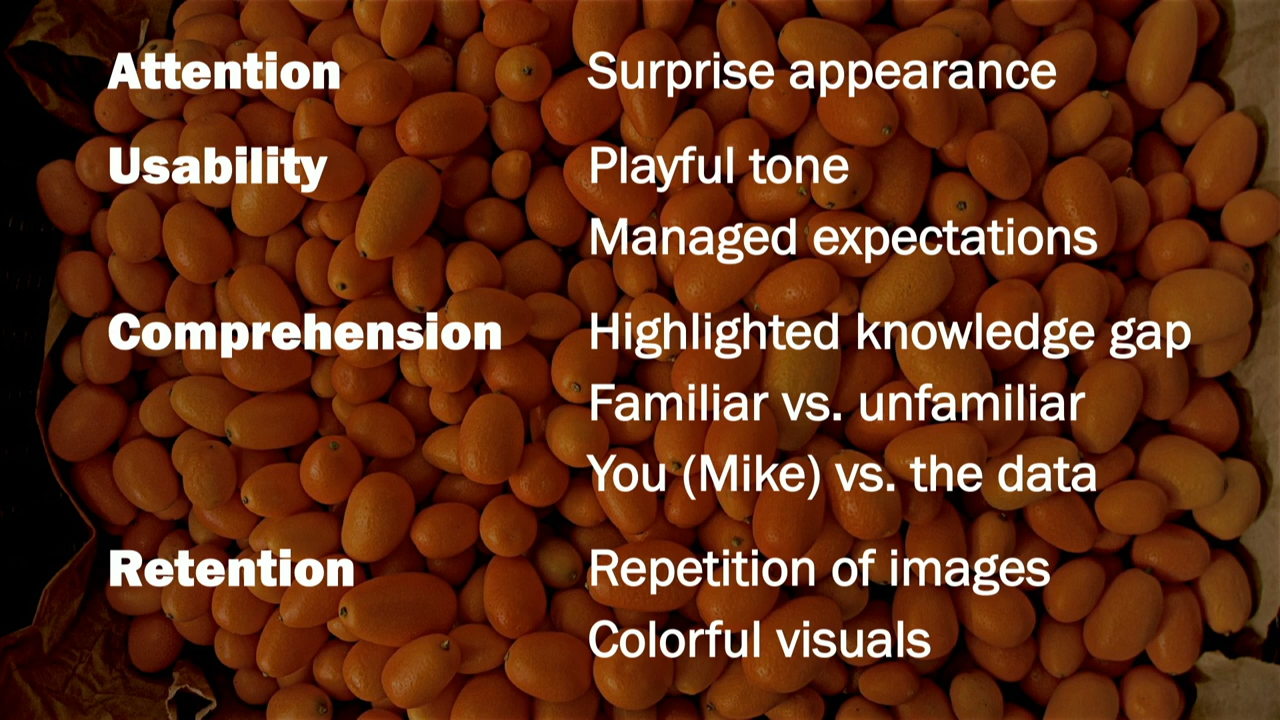 Attention Surprise appearance
Usability Playful tone
Managed expectations
Comprehension Highlighted knowledge gap
Familiar vs. unfamiliar
You (Mike) vs. the data
Retention Repetition of images
Colorful visuals